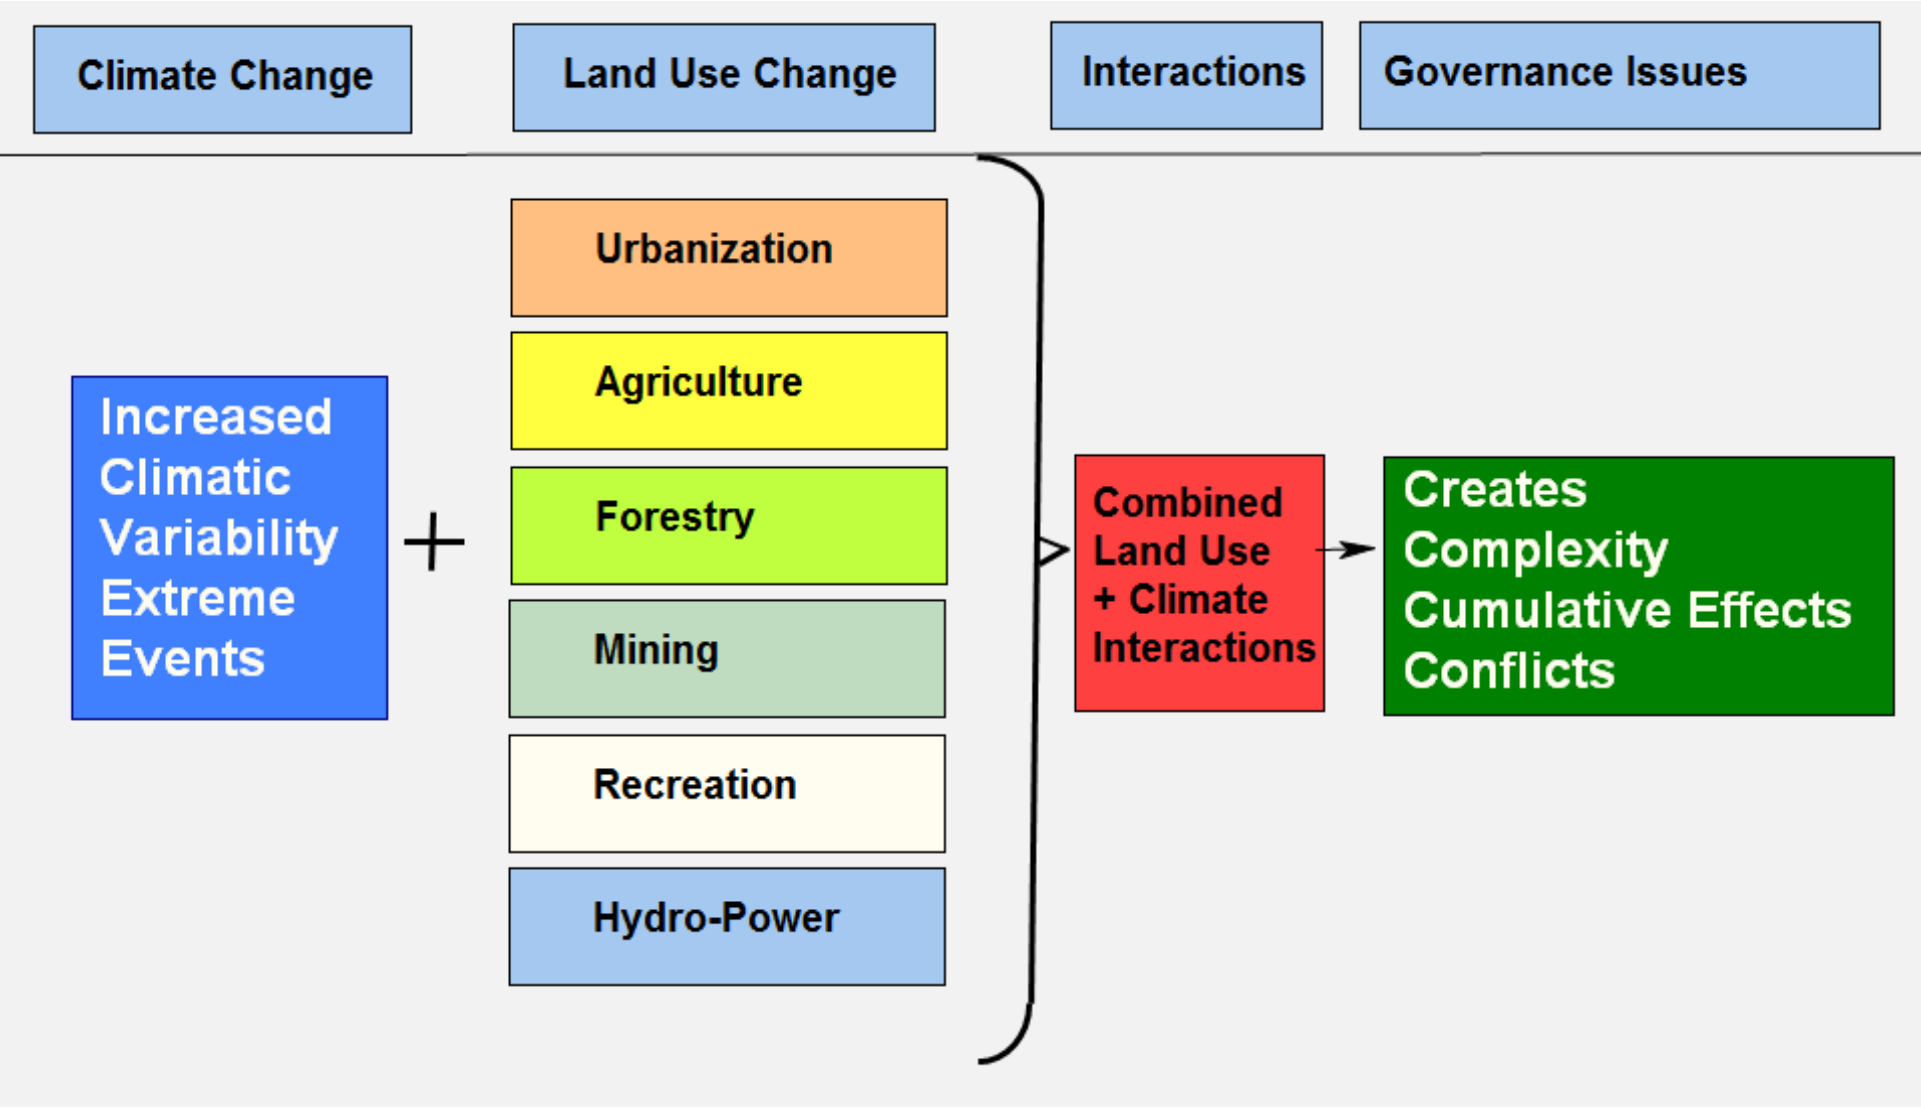 Climate Change
Land Use Change
Interactions
Governance Issues
Increased
Climatic
Variability
Extreme
Events
+
Urbanization
Agriculture
Forestry
Mining
Recreation
Hydro-Power
Combined
Land Use
+ Climate
Interactions
Creates
Complexity
Cumulative Effects
Conflicts